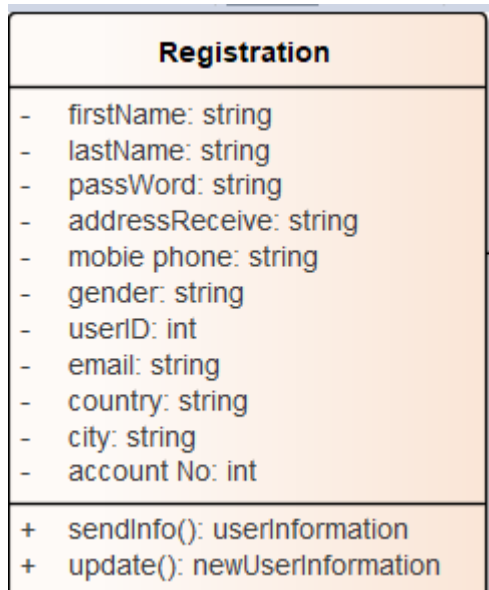 Registration
- firstName: string
- lastName: string
- passWord: string
- addressReceive: string
- mobie phone: string
- gender: string
- userID: int
- email: string
- country: string
- city: string
- account No: int
+ sendInfo(): userInformation
+ update(): newUserInformation